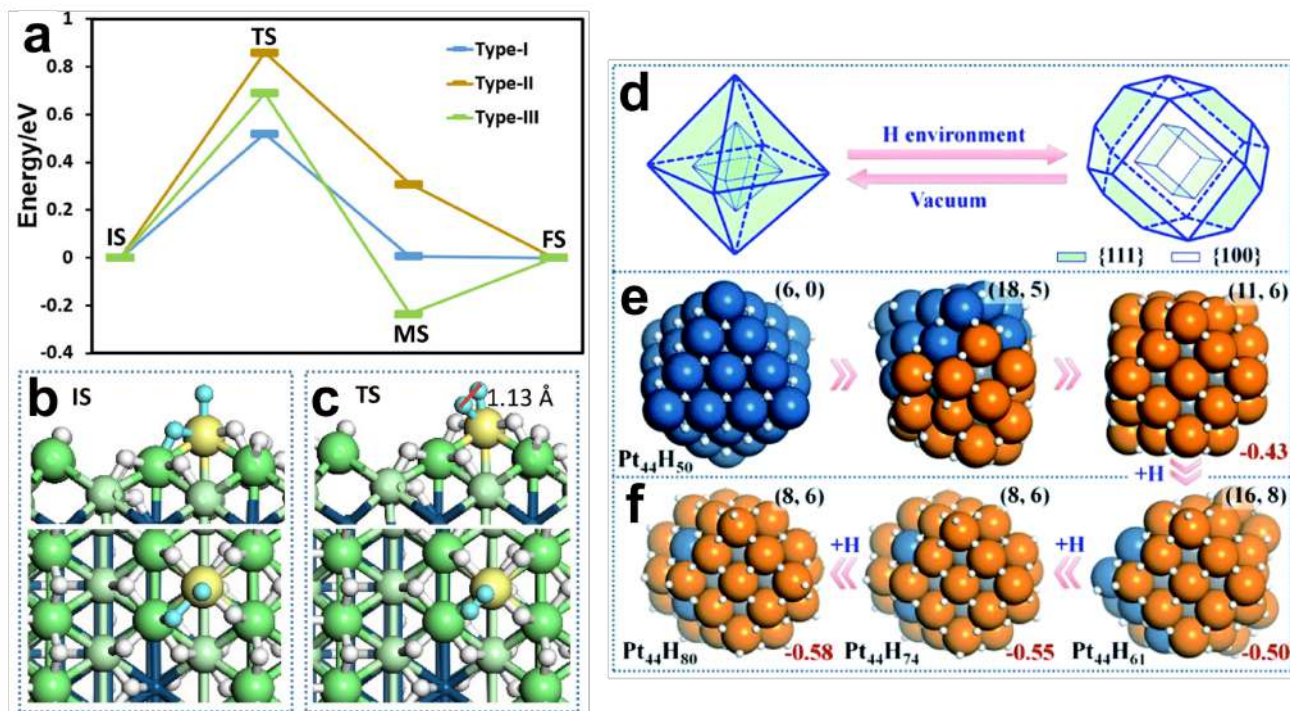 a
1
0.8
0.6
0.4
0.2
0
-0.2
-0.4
Energy/eV
IS
TS
MS
FS
Type-I
Type-II
Type-III
b IS
c TS
1.13 Å
d
H environment
Vacuum
{111} {100}
e
(6, 0) (18, 5) (11, 6)
Pt₄₄H₅₀
-0.43
+H
f
(8, 6) (8, 6) (16, 8)
+H +H
Pt₄₄H₈₀ -0.58 Pt₄₄H₇₄ -0.55 Pt₄₄H₆₁ -0.50